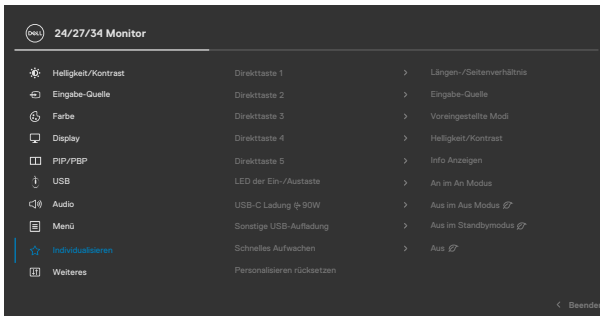 DELL
24/27/34 Monitor
Helligkeit/Kontrast Direkttaste 1 > Längen-/Seitenverhältnis
Eingabe-Quelle Direkttaste 2 > Eingabe-Quelle
Farbe Direkttaste 3 > Voreingestellte Modi
Display Direkttaste 4 > Helligkeit/Kontrast
PIP/PBP Direkttaste 5 > Info Anzeigen
USB LED der Ein-/Austaste > An im An Modus
Audio USB-C Ladung 90W > Aus im Aus Modus
Menü Sonstige USB-Aufladung > Aus im Standbymodus
Individualisieren Schnelles Aufwachen > Aus
Weiteres Personalisieren rücksetzen
< Beenden